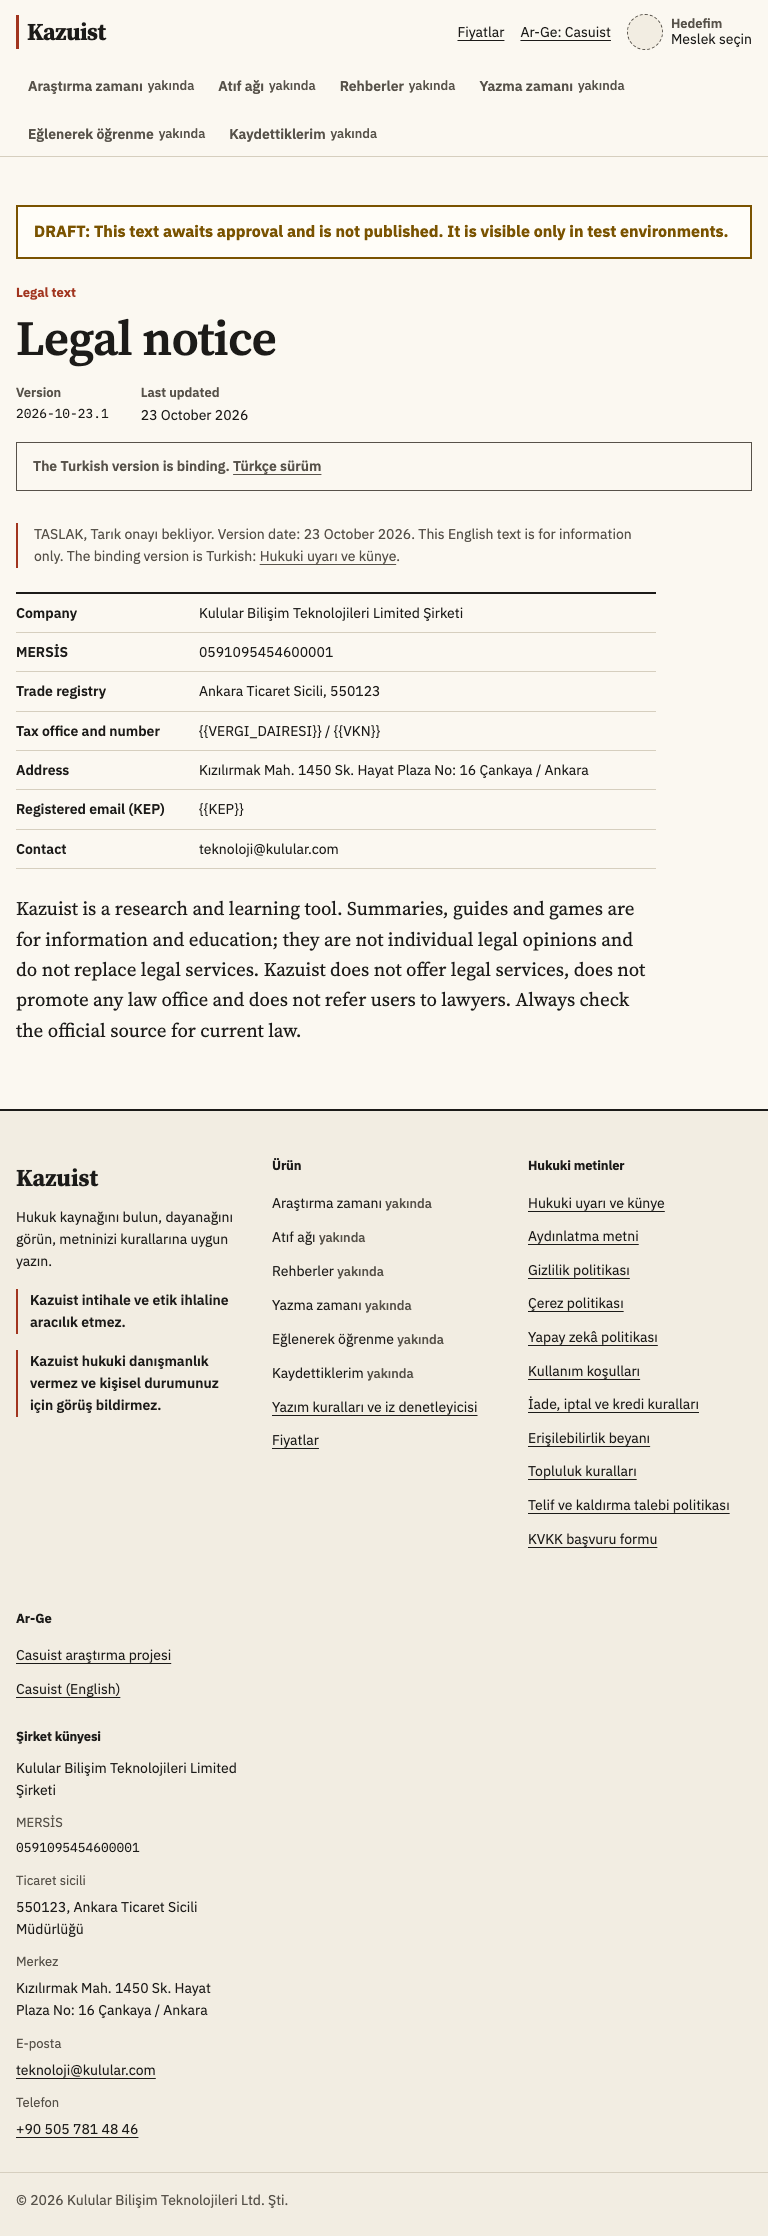 Kazuist
Fiyatlar
Ar-Ge: Casuist
Hedefim
Meslek seçin
Araştırma zamanı yakında
Atıf ağı yakında
Rehberler yakında
Yazma zamanı yakında
Eğlenerek öğrenme yakında
Kaydettiklerim yakında
DRAFT: This text awaits approval and is not published. It is visible only in test environments.
Legal text
Legal notice
Version
2026-10-23.1
Last updated
23 October 2026
The Turkish version is binding. Türkçe sürüm
TASLAK, Tarık onayı bekliyor. Version date: 23 October 2026. This English text is for information
only. The binding version is Turkish: Hukuki uyarı ve künye.
Company Kulular Bilişim Teknolojileri Limited Şirketi
MERSİS 0591095454600001
Trade registry Ankara Ticaret Sicili, 550123
Tax office and number {{VERGI_DAIRESI}} / {{VKN}}
Address Kızılırmak Mah. 1450 Sk. Hayat Plaza No: 16 Çankaya / Ankara
Registered email (KEP) {{KEP}}
Contact teknoloji@kulular.com
Kazuist is a research and learning tool. Summaries, guides and games are
for information and education; they are not individual legal opinions and
do not replace legal services. Kazuist does not offer legal services, does not
promote any law office and does not refer users to lawyers. Always check
the official source for current law.
Kazuist
Hukuk kaynağını bulun, dayanağını
görün, metninizi kurallarına uygun
yazın.
Kazuist intihale ve etik ihlaline
aracılık etmez.
Kazuist hukuki danışmanlık
vermez ve kişisel durumunuz
için görüş bildirmez.
Ürün
Araştırma zamanı yakında
Atıf ağı yakında
Rehberler yakında
Yazma zamanı yakında
Eğlenerek öğrenme yakında
Kaydettiklerim yakında
Yazım kuralları ve iz denetleyicisi
Fiyatlar
Hukuki metinler
Hukuki uyarı ve künye
Aydınlatma metni
Gizlilik politikası
Çerez politikası
Yapay zekâ politikası
Kullanım koşulları
İade, iptal ve kredi kuralları
Erişilebilirlik beyanı
Topluluk kuralları
Telif ve kaldırma talebi politikası
KVKK başvuru formu
Ar-Ge
Casuist araştırma projesi
Casuist (English)
Şirket künyesi
Kulular Bilişim Teknolojileri Limited
Şirketi
MERSİS
0591095454600001
Ticaret sicili
550123, Ankara Ticaret Sicili
Müdürlüğü
Merkez
Kızılırmak Mah. 1450 Sk. Hayat
Plaza No: 16 Çankaya / Ankara
E-posta
teknoloji@kulular.com
Telefon
+90 505 781 48 46
© 2026 Kulular Bilişim Teknolojileri Ltd. Şti.